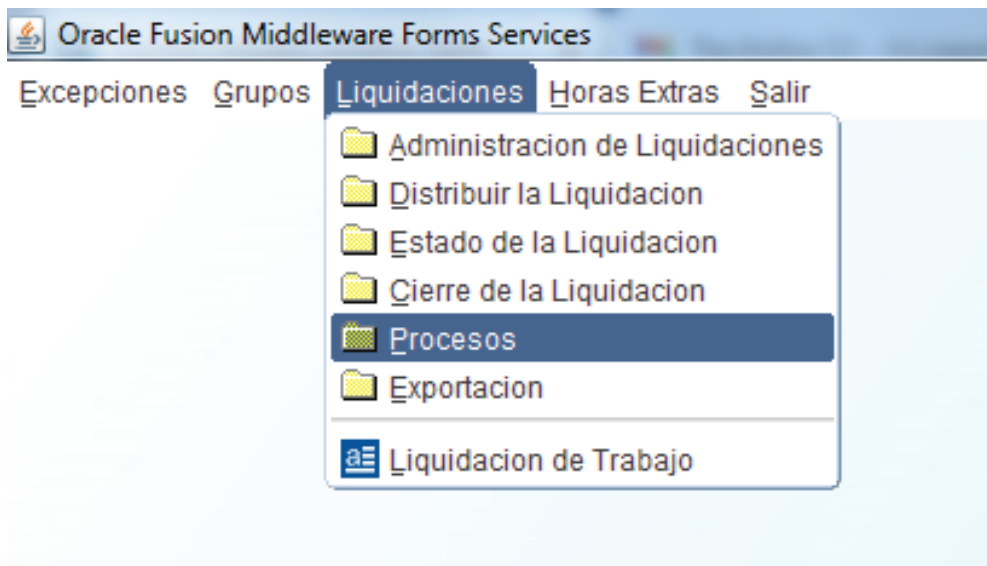 Oracle Fusion Middleware Forms Services
Excepciones Grupos Liquidaciones Horas Extras Salir
Administracion de Liquidaciones
Distribuir la Liquidacion
Estado de la Liquidacion
Cierre de la Liquidacion
Procesos
Exportacion
Liquidacion de Trabajo